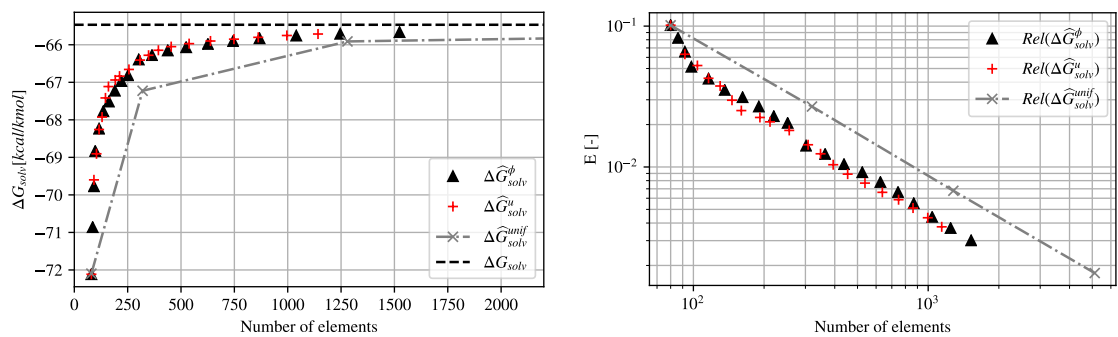 ΔG_solv [kcal/kmol]
−66
−67
−68
−69
−70
−71
−72
0
250
500
750
1000
1250
1500
1750
2000
Number of elements
ΔĜ^ϕ_solv
ΔĜ^u_solv
ΔĜ^unif_solv
ΔG_solv
E [-]
10^−1
10^−2
10^2
10^3
Number of elements
Rel(ΔĜ^ϕ_solv)
Rel(ΔĜ^u_solv)
Rel(ΔĜ^unif_solv)